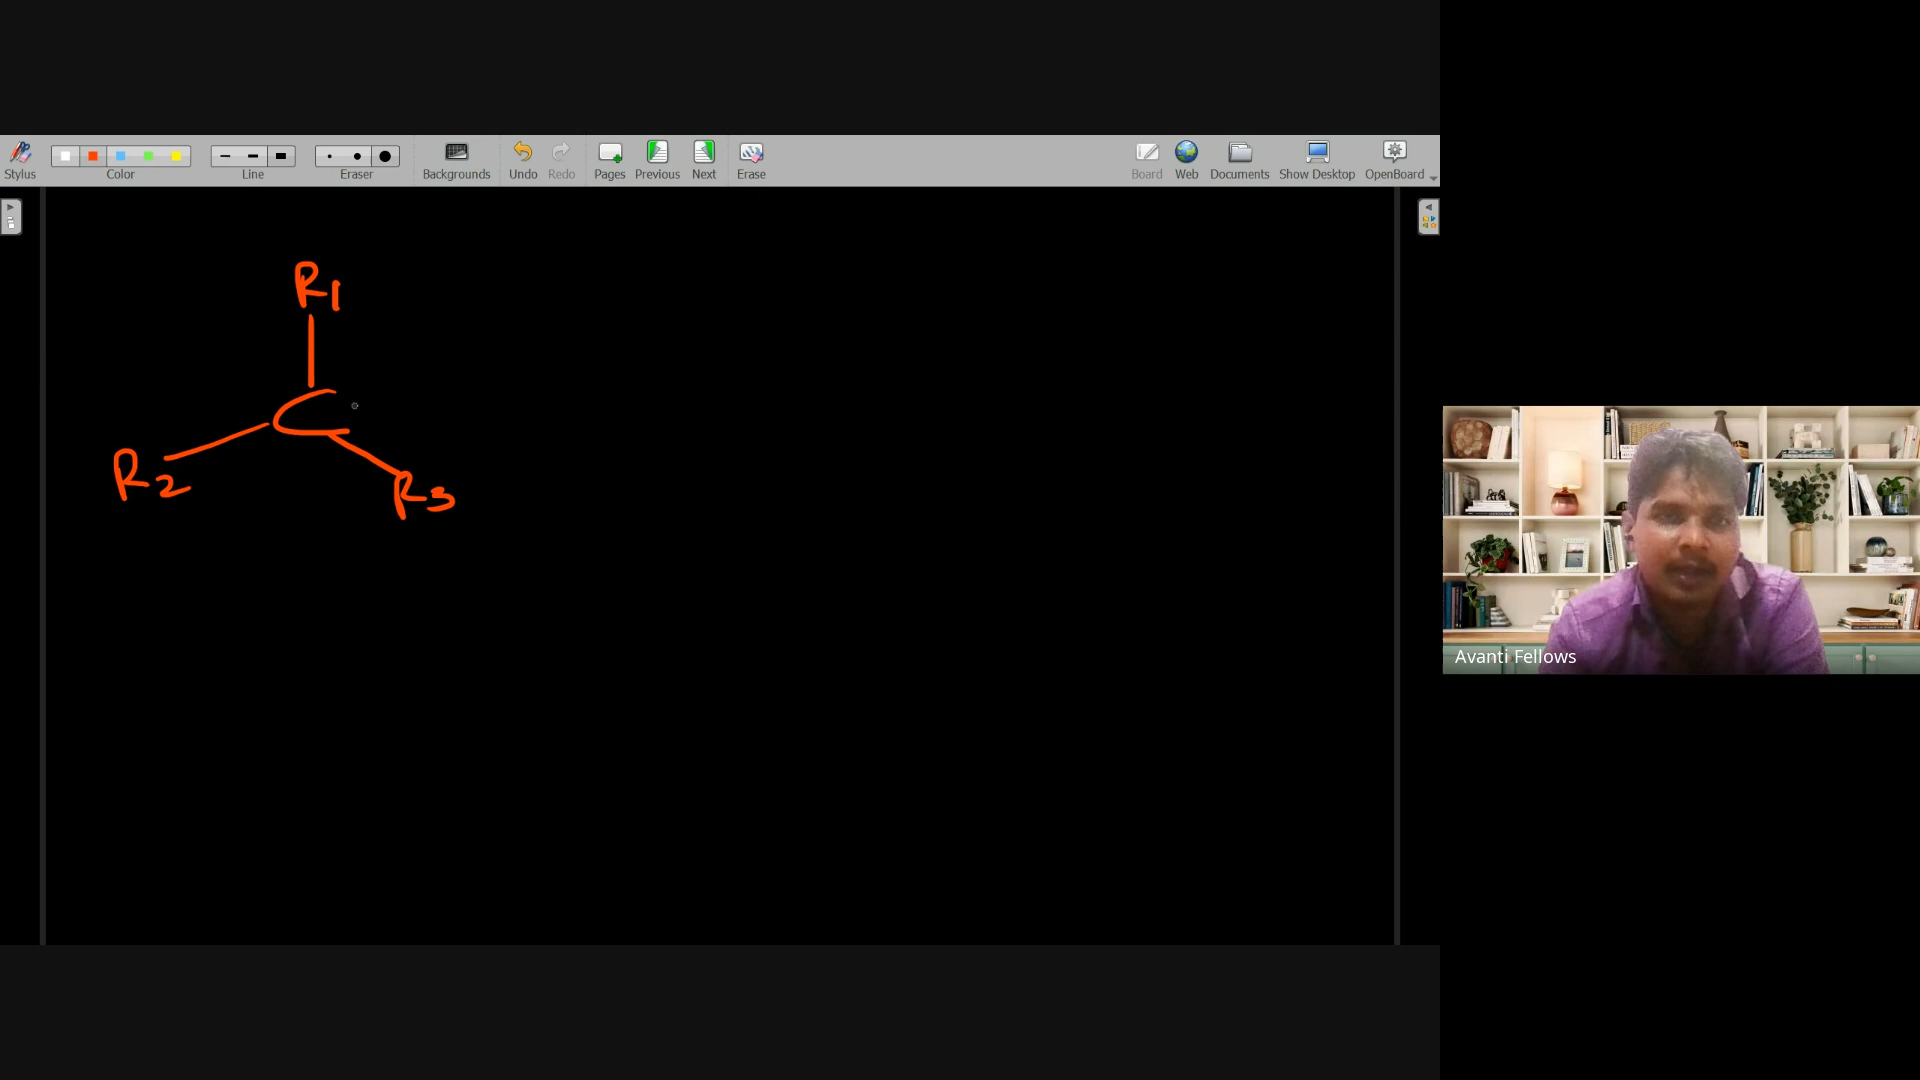 Stylus Color Line Eraser Backgrounds Undo Redo Pages Previous Next Erase Board Web Documents Show Desktop OpenBoard
R1
C
R2 R3
Avanti Fellows